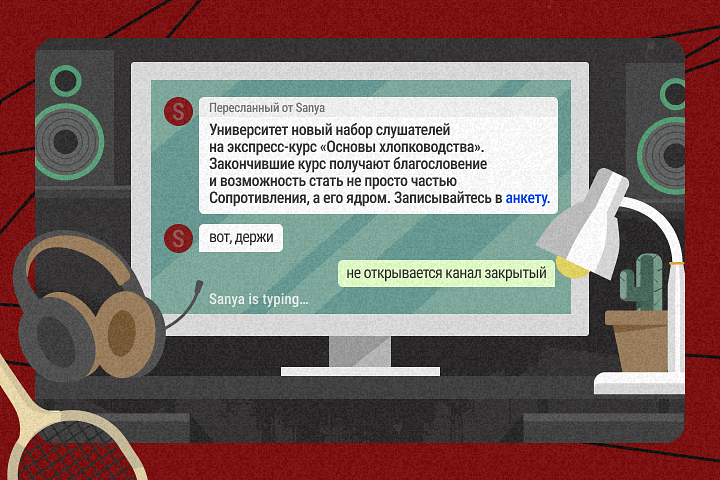 S
Пересланный от Sanya
Университет новый набор слушателей
на экспресс-курс «Основы хлопководства».
Закончившие курс получают благословение
и возможность стать не просто частью
Сопротивления, а его ядром. Записывайтесь в анкету.
S
вот, держи
не открывается канал закрытый
Sanya is typing...